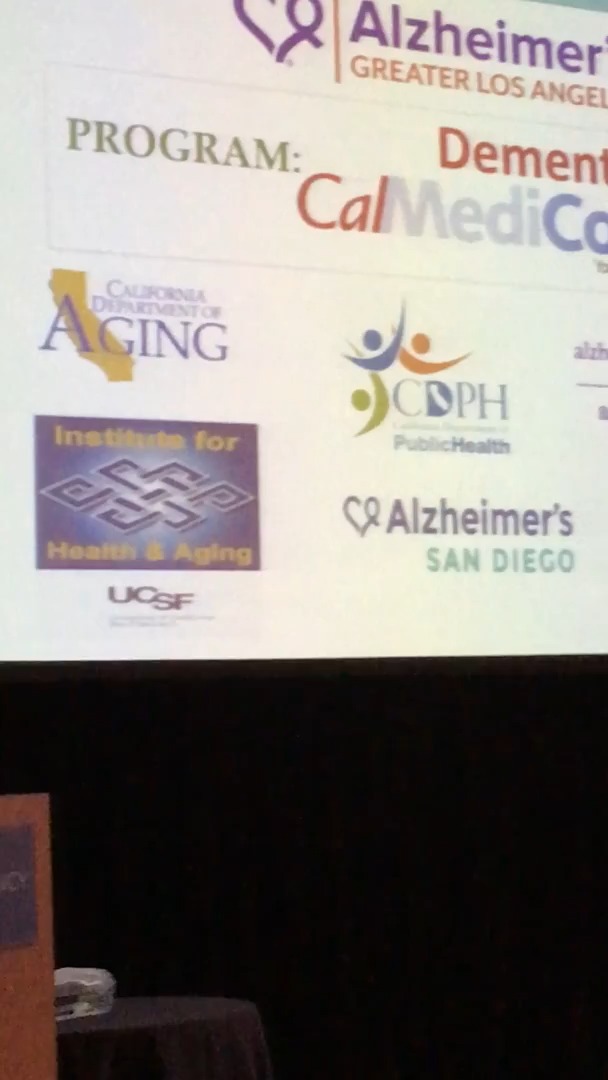 Alzheimer's
GREATER LOS ANGEL
PROGRAM:
Dement
CalMediCo
CALIFORNIA
DEPARTMENT OF
AGING
CDPH
PublicHealth
alzh
Institute for
Health & Aging
Alzheimer's
SAN DIEGO
UCSF